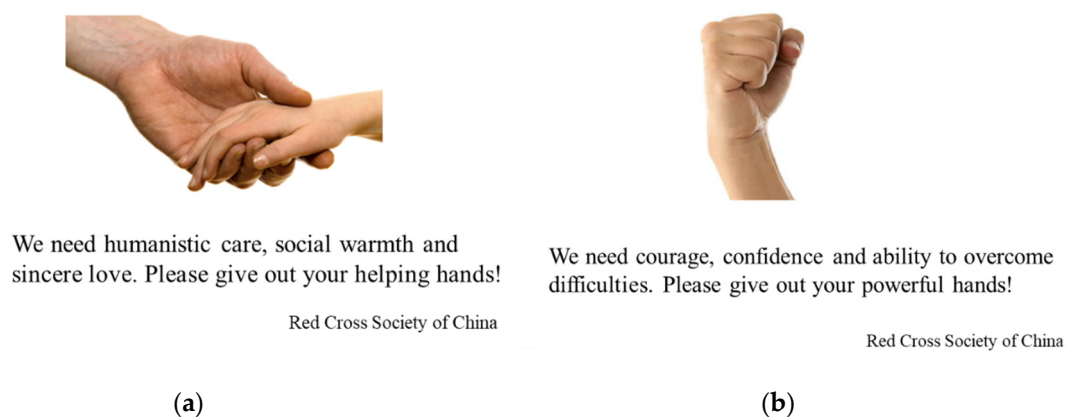 We need humanistic care, social warmth and
sincere love. Please give out your helping hands!
Red Cross Society of China
(a)
We need courage, confidence and ability to overcome
difficulties. Please give out your powerful hands!
Red Cross Society of China
(b)